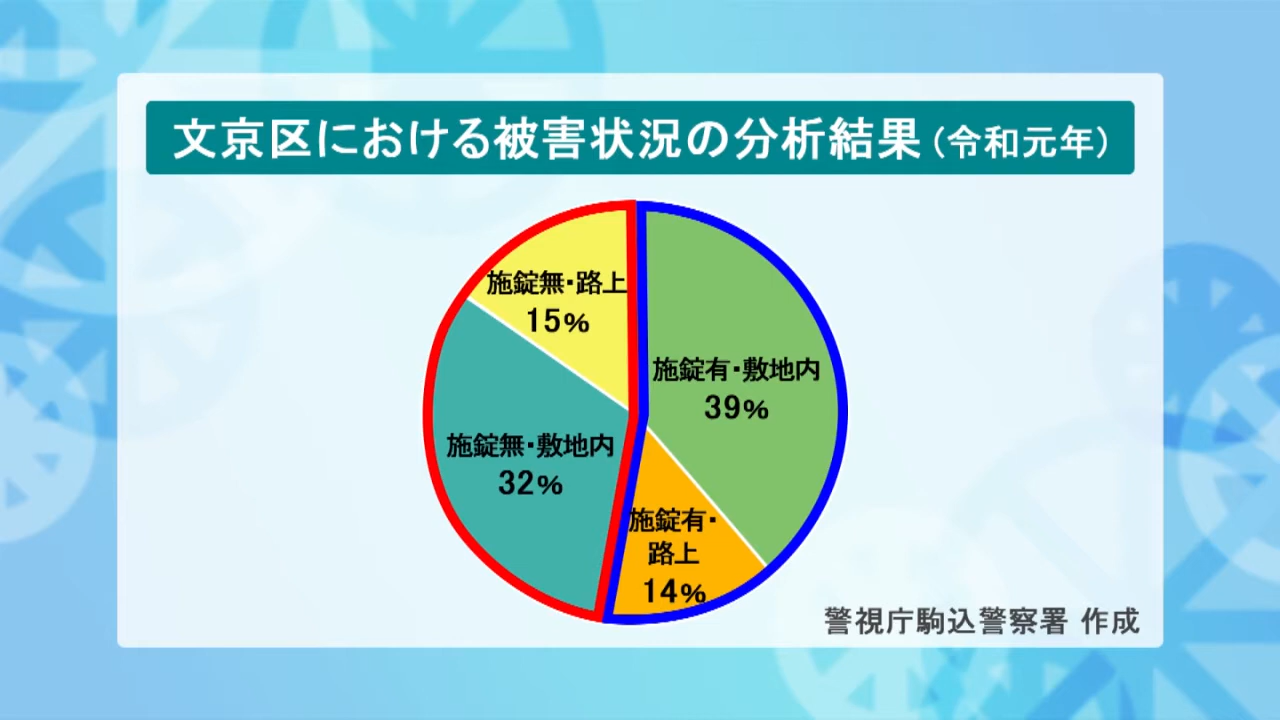 文京区における被害状況の分析結果（令和元年）
施錠無・路上
15%
施錠有・敷地内
39%
施錠無・敷地内
32%
施錠有・
路上
14%
警視庁駒込警察署 作成